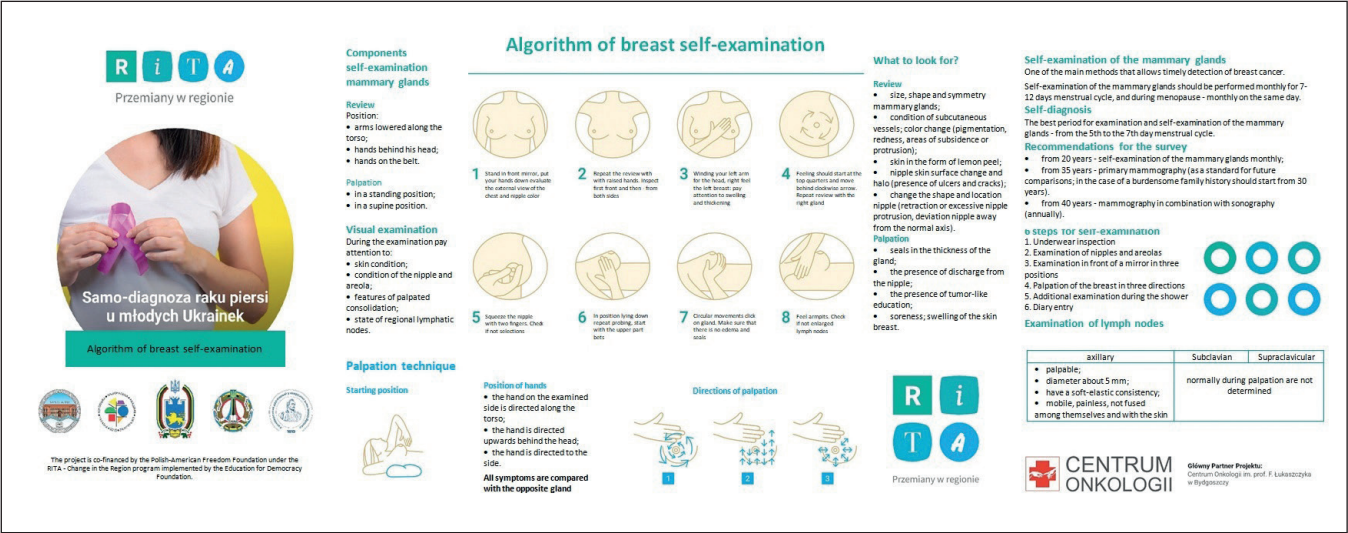 RiTA
Przemiany w regionie
Samo-diagnoza raku piersi
u młodych Ukrainek
Algorithm of breast self-examination
The project is co-financed by the Polish-American Freedom Foundation under the
RITA - Change in the Region program implemented by the Education for Democracy
Foundation.
Components
self-examination
mammary glands
Review
Position:
• arms lowered along the
torso;
• hands behind his head;
• hands on the belt.
Palpation
• in a standing position;
• in a supine position.
Visual examination
During the examination pay
attention to:
• skin condition;
• condition of the nipple and
areola;
• features of palpated
consolidation;
• state of regional lymphatic
nodes.
Algorithm of breast self-examination
1 Stand in front mirror, put
your hands down evaluate
the external view of the
chest and nipple color
2 Repeat the review with
with raised hands. Inspect
first front and then - from
both sides
3 Winding your left arm
for the head, right feel
the left breast: pay
attention to swelling
and thickening
4 Feeling should start at the
top quarters and move
behind clockwise arrow.
Repeat review with the
right gland
5 Squeeze the nipple
with two fingers. Check
if not selections
6 In position lying down
repeat probing, start
with the upper part
bets
7 Circular movements click
on gland. Make sure that
there is no edema and
seals
8 Feel armpits. Check
if not enlarged
lymph nodes
Palpation technique
Starting position
Position of hands
• the hand on the examined
side is directed along the
torso;
• the hand is directed
upwards behind the head;
• the hand is directed to the
side.
All symptoms are compared
with the opposite gland
Directions of palpation
1
2
3
What to look for?
Review
• size, shape and symmetry
mammary glands;
• condition of subcutaneous
vessels; color change (pigmentation,
redness, areas of subsidence or
protrusion);
• skin in the form of lemon peel;
• nipple skin surface change and
halo (presence of ulcers and cracks);
• change the shape and location
nipple (retraction or excessive nipple
protrusion, deviation nipple away
from the normal axis).
Palpation
• seals in the thickness of the
gland;
• the presence of discharge from
the nipple;
• the presence of tumor-like
education;
• soreness; swelling of the skin
breast.
RiTA
Przemiany w regionie
Self-examination of the mammary glands
One of the main methods that allows timely detection of breast cancer.
Self-examination of the mammary glands should be performed monthly for 7-
12 days menstrual cycle, and during menopause - monthly on the same day.
Self-diagnosis
The best period for examination and self-examination of the mammary
glands - from the 5th to the 7th day menstrual cycle.
Recommendations for the survey
• from 20 years - self-examination of the mammary glands monthly;
• from 35 years - primary mammography (as a standard for future
comparisons; in the case of a burdensome family history should start from 30
years).
• from 40 years - mammography in combination with sonography
(annually).
6 steps for self-examination
1. Underwear inspection
2. Examination of nipples and areolas
3. Examination in front of a mirror in three
positions
4. Palpation of the breast in three directions
5. Additional examination during the shower
6. Diary entry
Examination of lymph nodes
axillary Subclavian Supraclavicular
• palpable;
• diameter about 5 mm;
• have a soft-elastic consistency;
• mobile, painless, not fused
among themselves and with the skin
normally during palpation are not
determined
CENTRUM
ONKOLOGII
Główny Partner Projektu:
Centrum Onkologii im. prof. F. Łukaszczyka
w Bydgoszczy